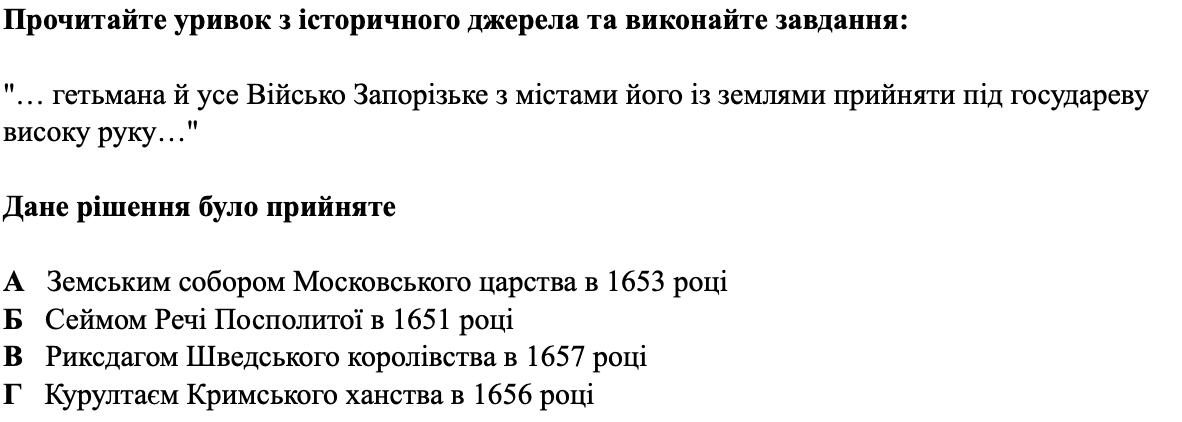 Прочитайте уривок з історичного джерела та виконайте завдання:
"… гетьмана й усе Військо Запорізьке з містами його із землями прийняти під государеву
високу руку…"
Дане рішення було прийняте
А Земським собором Московського царства в 1653 році
Б Сеймом Речі Посполитої в 1651 році
В Риксдагом Шведського королівства в 1657 році
Г Курултаєм Кримського ханства в 1656 році